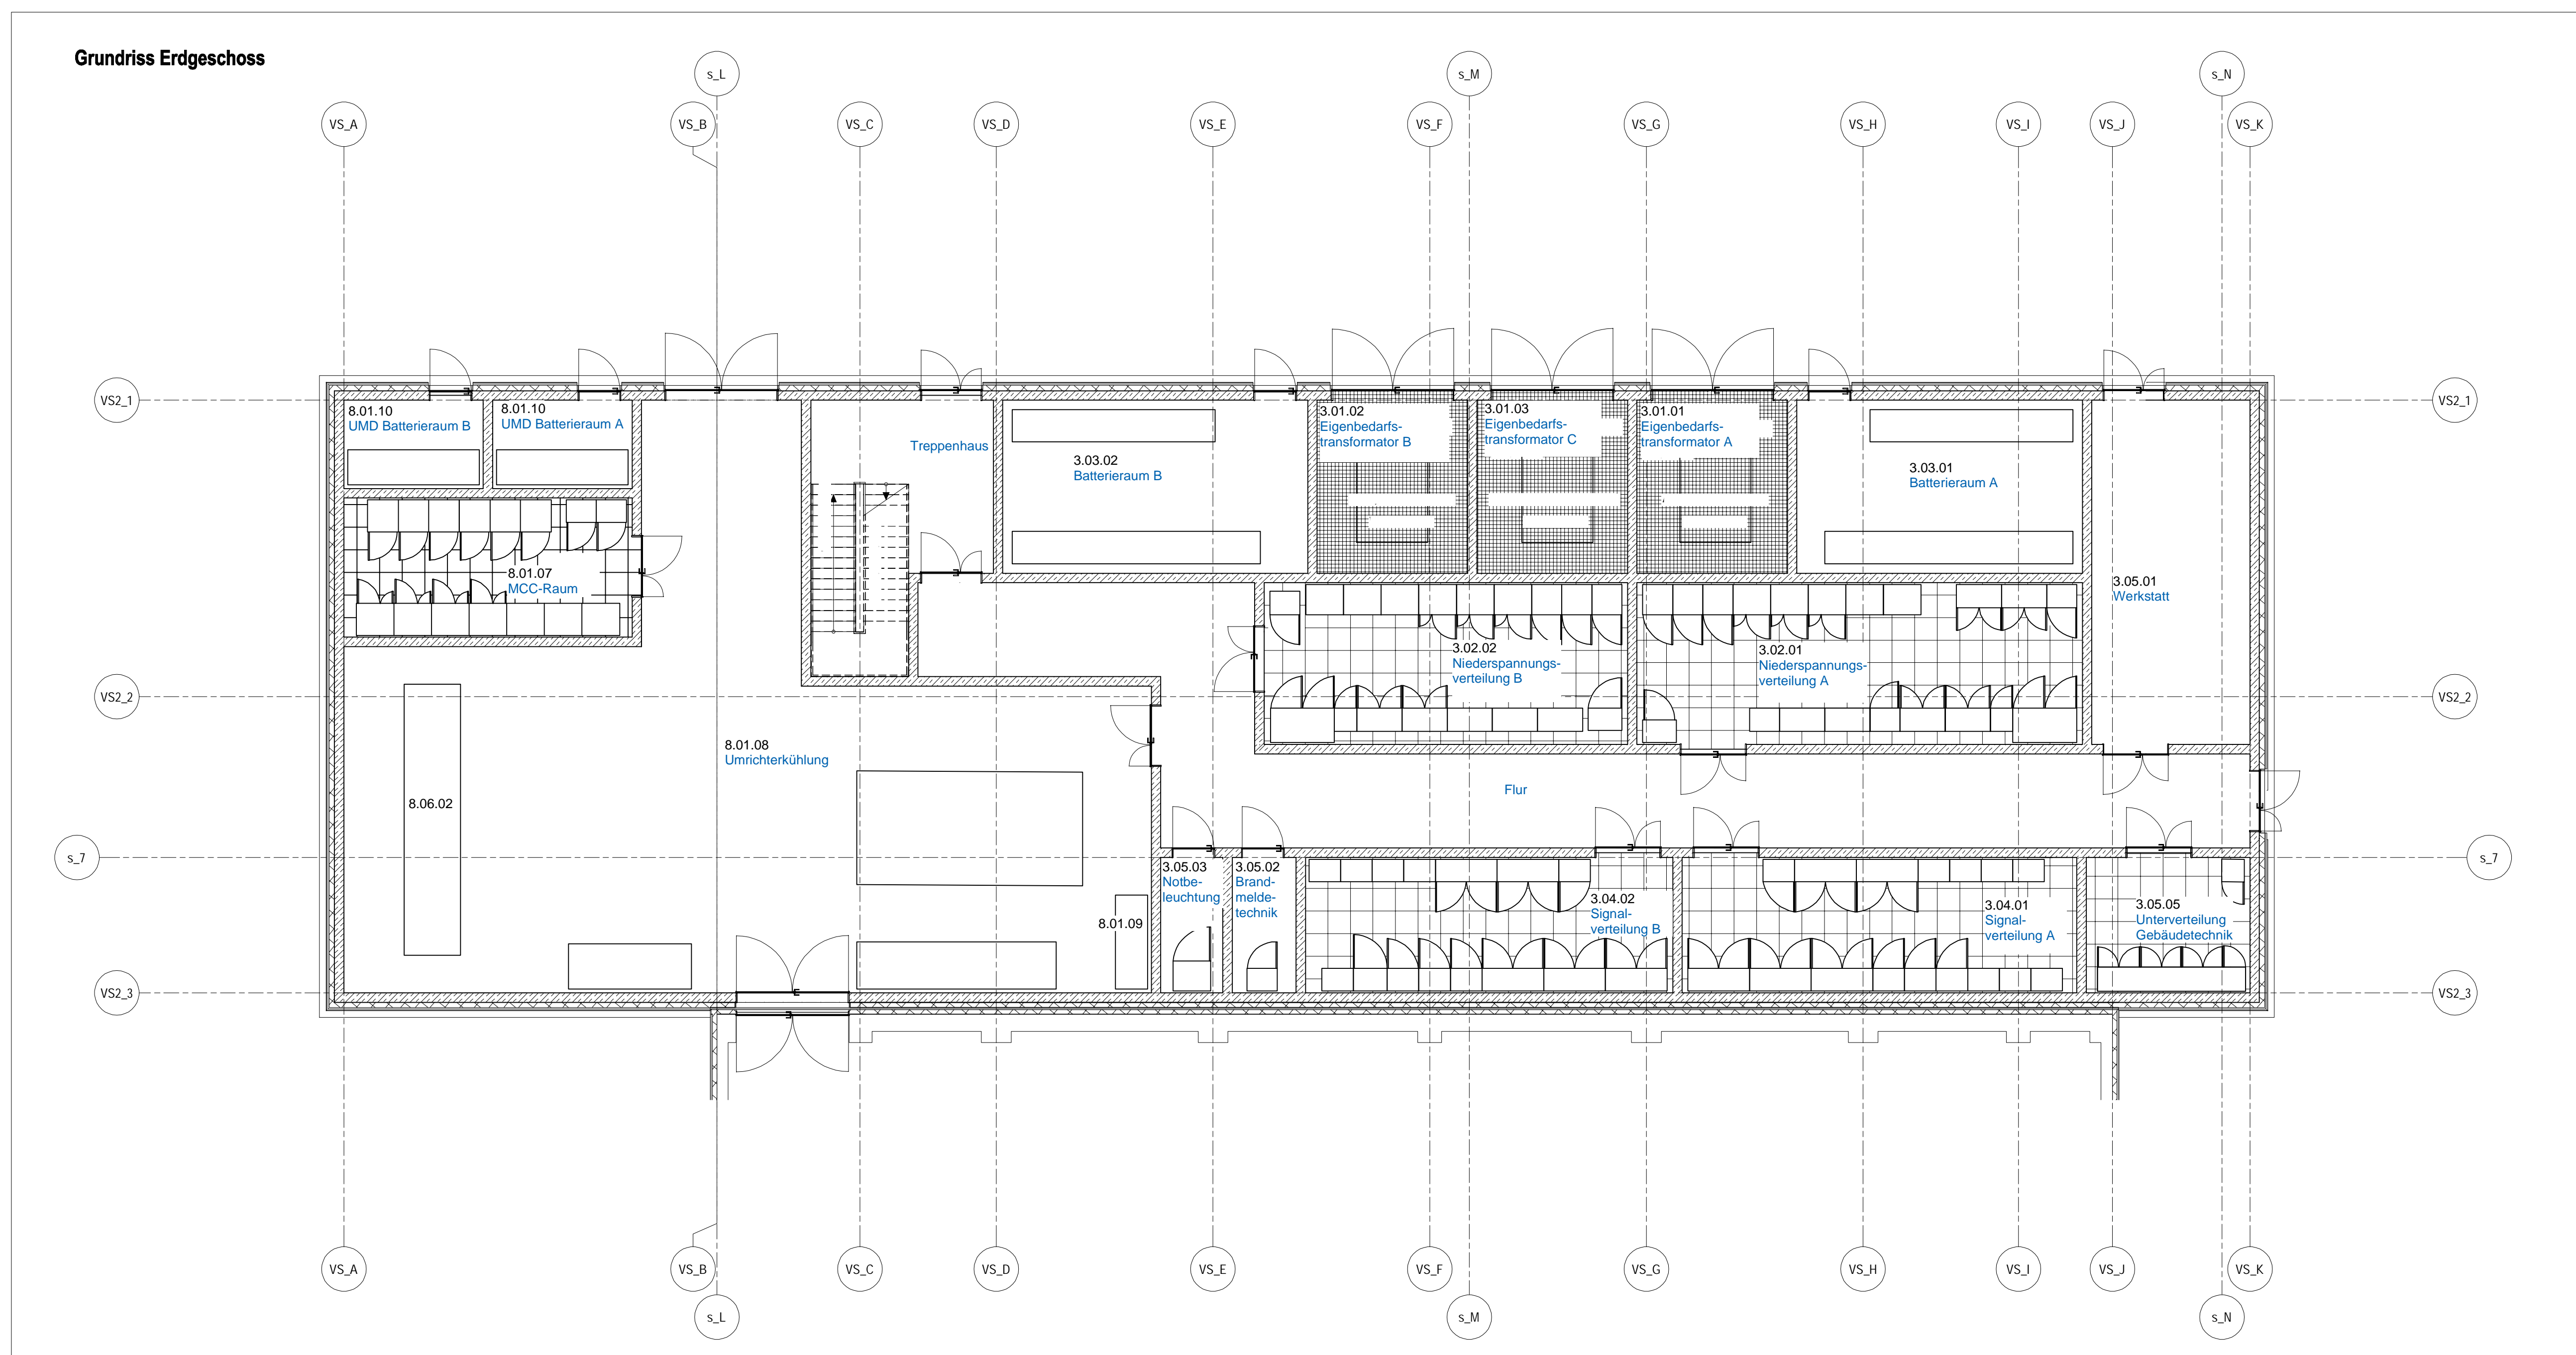 Grundriss Erdgeschoss
s_L
s_M
s_N
VS_A
VS_B
VS_C
VS_D
VS_E
VS_F
VS_G
VS_H
VS_I
VS_J
VS_K
VS2_1
VS2_1
8.01.10
UMD Batterieraum B
8.01.10
UMD Batterieraum A
Treppenhaus
3.03.02
Batterieraum B
3.01.02
Eigenbedarfs-
transformator B
3.01.03
Eigenbedarfs-
transformator C
3.01.01
Eigenbedarfs-
transformator A
3.03.01
Batterieraum A
8.01.07
MCC-Raum
3.05.01
Werkstatt
3.02.02
Niederspannungs-
verteilung B
3.02.01
Niederspannungs-
verteilung A
VS2_2
VS2_2
8.01.08
Umrichterkühlung
8.06.02
Flur
s_7
s_7
8.01.09
3.05.03
Notbe-
leuchtung
3.05.02
Brand-
melde-
technik
3.04.02
Signal-
verteilung B
3.04.01
Signal-
verteilung A
3.05.05
Unterverteilung
Gebäudetechnik
VS2_3
VS2_3
VS_A
VS_B
VS_C
VS_D
VS_E
VS_F
VS_G
VS_H
VS_I
VS_J
VS_K
s_L
s_M
s_N